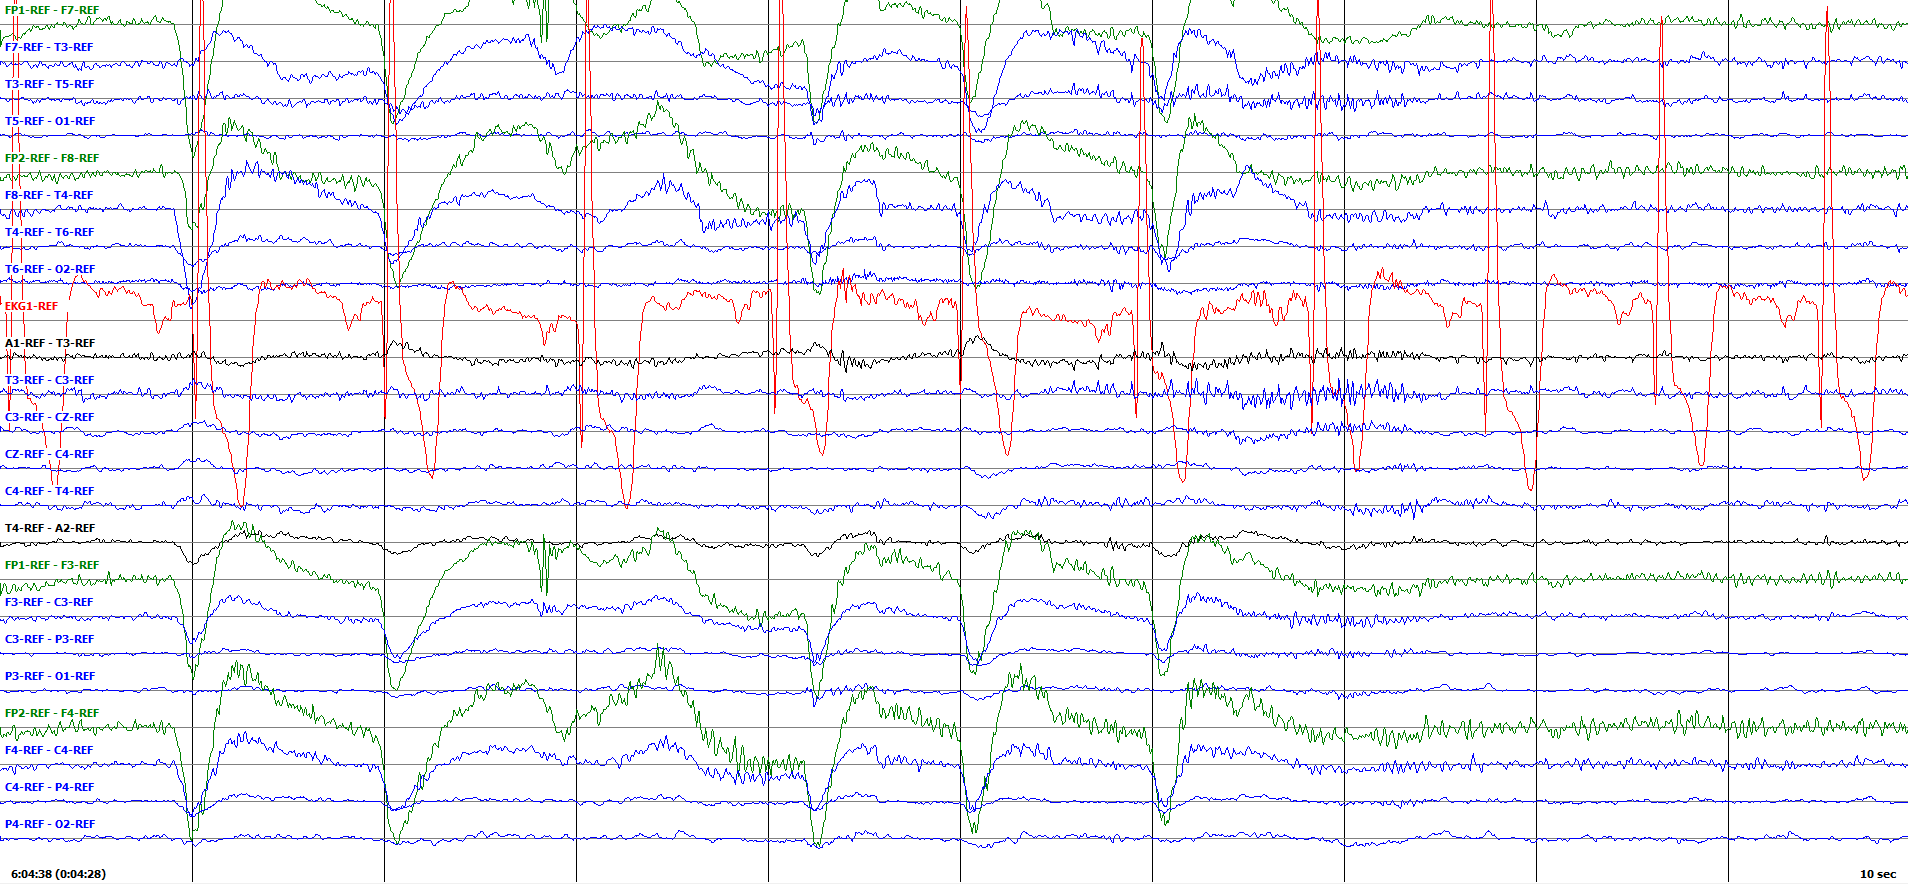 FP1-REF - F7-REF
F7-REF - T3-REF
T3-REF - T5-REF
T5-REF - O1-REF
FP2-REF - F8-REF
F8-REF - T4-REF
T4-REF - T6-REF
T6-REF - O2-REF
EKG1-REF
A1-REF - T3-REF
T3-REF - C3-REF
C3-REF - CZ-REF
CZ-REF - C4-REF
C4-REF - T4-REF
T4-REF - A2-REF
FP1-REF - F3-REF
F3-REF - C3-REF
C3-REF - P3-REF
P3-REF - O1-REF
FP2-REF - F4-REF
F4-REF - C4-REF
C4-REF - P4-REF
P4-REF - O2-REF
6:04:38 (0:04:28) 10 sec